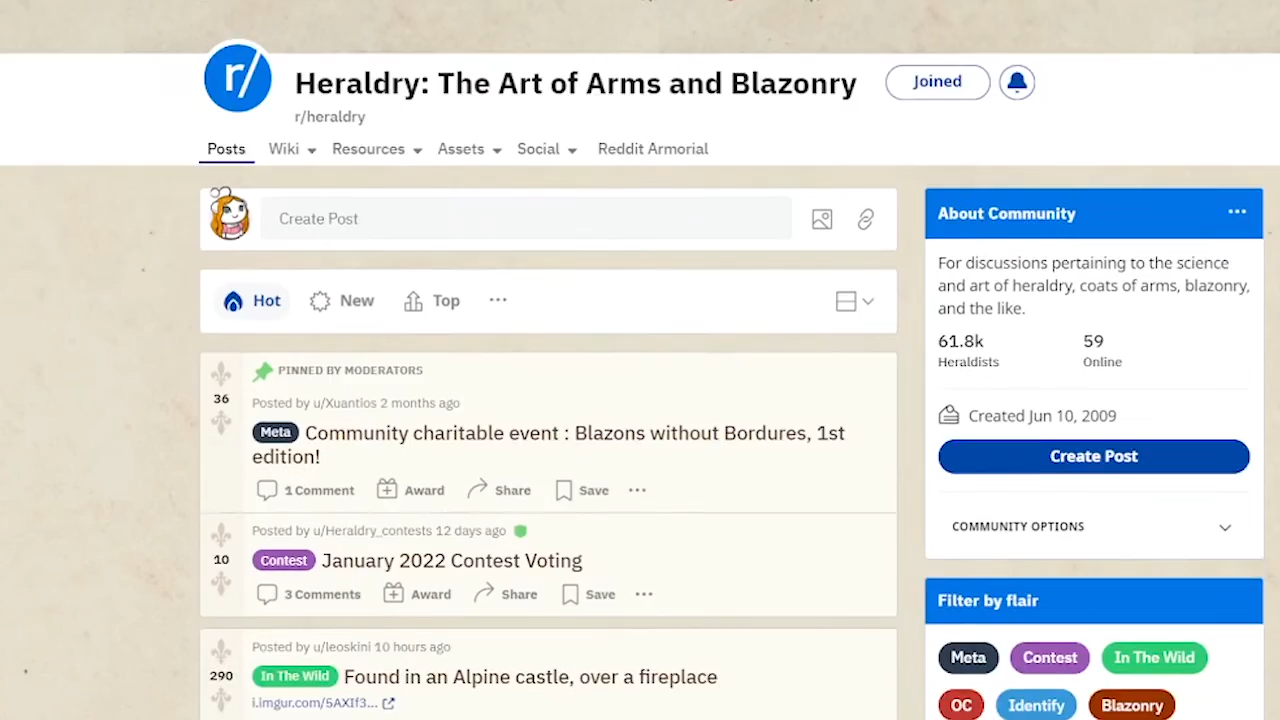 r/
Heraldry: The Art of Arms and Blazonry
Joined
r/heraldry
Posts Wiki Resources Assets Social Reddit Armorial
Create Post
Hot New Top ...
PINNED BY MODERATORS
36
Posted by u/Xuantios 2 months ago
Meta Community charitable event : Blazons without Bordures, 1st
edition!
1 Comment Award Share Save ...
Posted by u/Heraldry_contests 12 days ago
10
Contest January 2022 Contest Voting
3 Comments Award Share Save ...
Posted by u/leoskini 10 hours ago
290
In The Wild Found in an Alpine castle, over a fireplace
i.imgur.com/5AXIf3...
About Community ...
For discussions pertaining to the science
and art of heraldry, coats of arms, blazonry,
and the like.
61.8k 59
Heraldists Online
Created Jun 10, 2009
Create Post
COMMUNITY OPTIONS
Filter by flair
Meta Contest In The Wild
OC Identify Blazonry